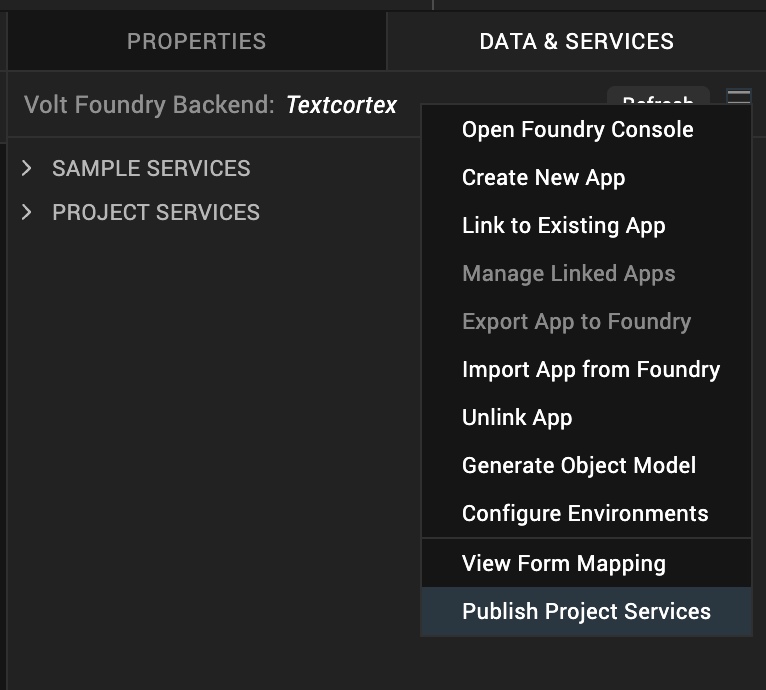 PROPERTIES
DATA & SERVICES
Volt Foundry Backend: Textcortex
Refresh
SAMPLE SERVICES
PROJECT SERVICES
Open Foundry Console
Create New App
Link to Existing App
Manage Linked Apps
Export App to Foundry
Import App from Foundry
Unlink App
Generate Object Model
Configure Environments
View Form Mapping
Publish Project Services